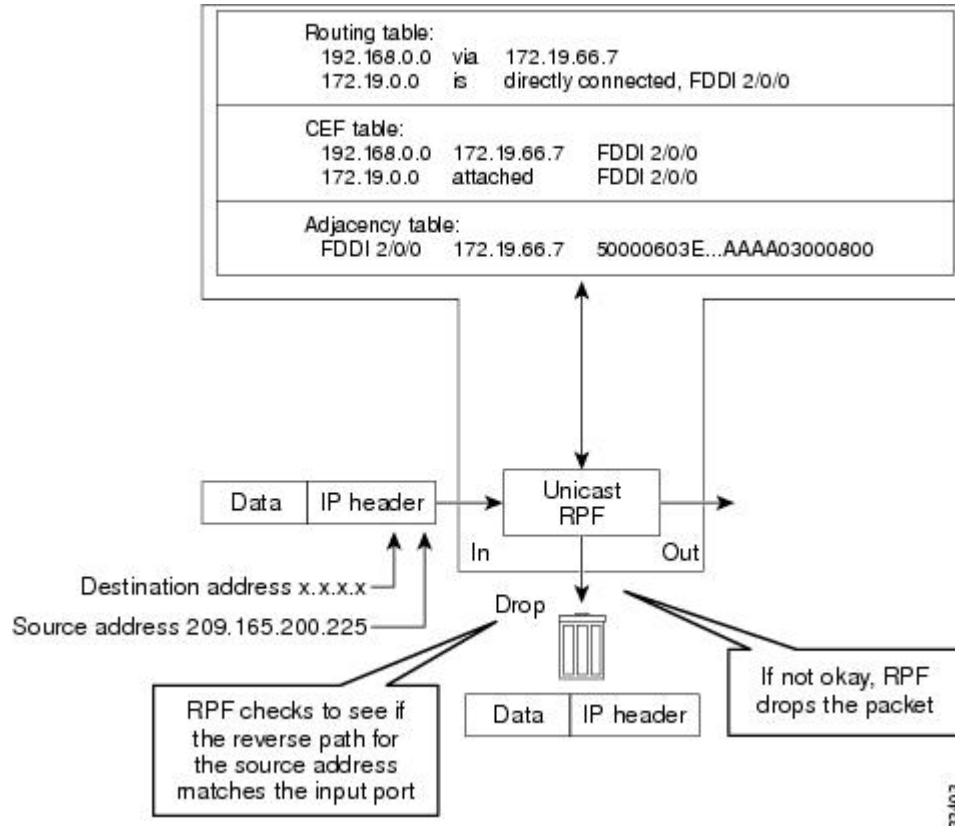 Routing table:
192.168.0.0 via 172.19.66.7
172.19.0.0 is directly connected, FDDI 2/0/0
CEF table:
192.168.0.0 172.19.66.7 FDDI 2/0/0
172.19.0.0 attached FDDI 2/0/0
Adjacency table:
FDDI 2/0/0 172.19.66.7 50000603E...AAAA03000800
Data IP header
Unicast
RPF
In Out
Destination address x.x.x.x
Source address 209.165.200.225
Drop
RPF checks to see if
the reverse path for
the source address
matches the input port
Data IP header
If not okay, RPF
drops the packet